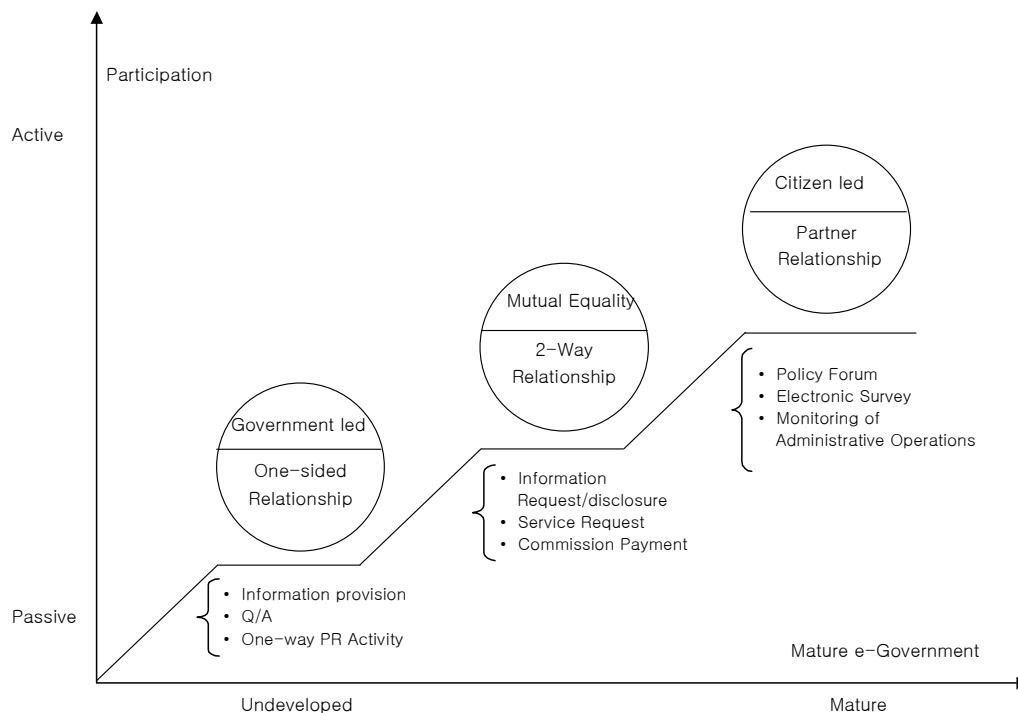 Participation
Active
Citizen led
Partner
Relationship
Mutual Equality
2-Way
Relationship
• Policy Forum
• Electronic Survey
• Monitoring of
Administrative Operations
Government led
One-sided
Relationship
• Information
Request/disclosure
• Service Request
• Commission Payment
• Information provision
• Q/A
• One-way PR Activity
Passive
Mature e-Government
Undeveloped
Mature